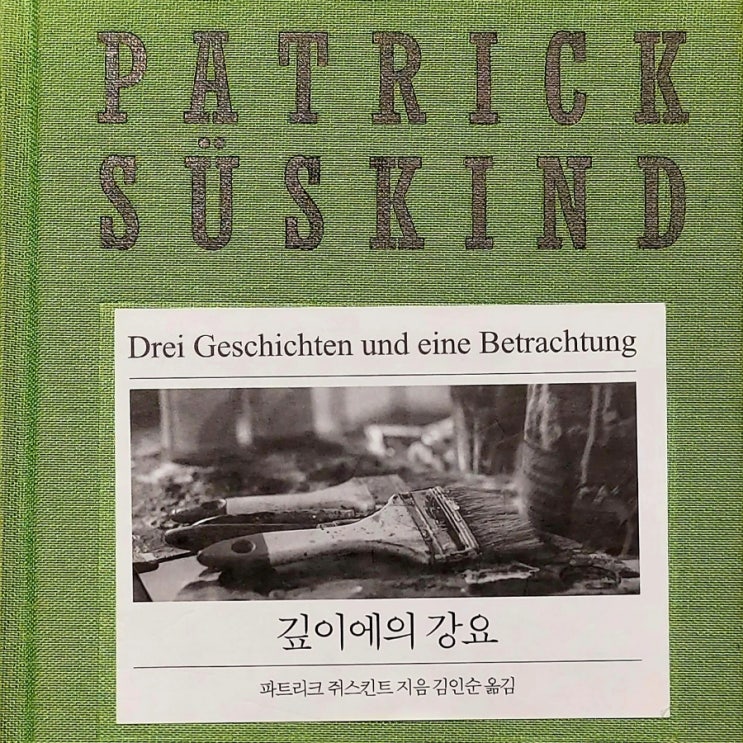 PATRICK
SÜSKIND
Drei Geschichten und eine Betrachtung
깊이에의 강요
파트리크 쥐스킨트 지음 김인순 옮김